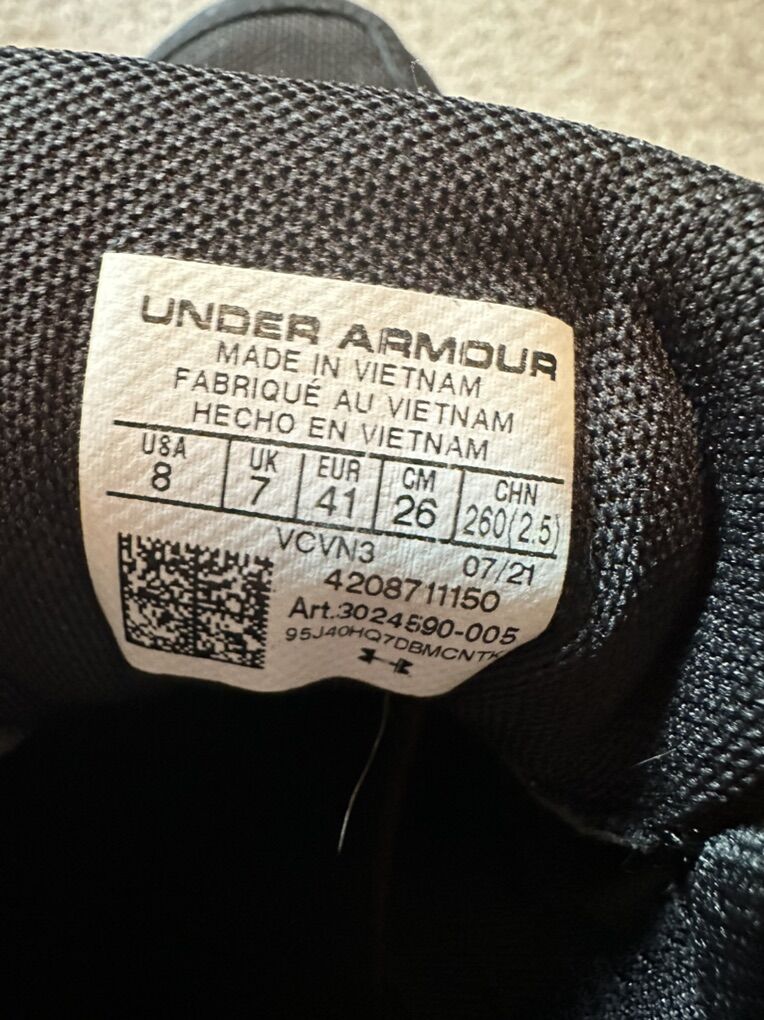 UNDER ARMOUR
MADE IN VIETNAM
FABRIQUÉ AU VIETNAM
HECHO EN VIETNAM
USA UK EUR CM CHN
8 7 41 26 260(2.5)
VCVN3 07/21
4208711150
Art.3024590-005
95J40HQ7DBMCNTK